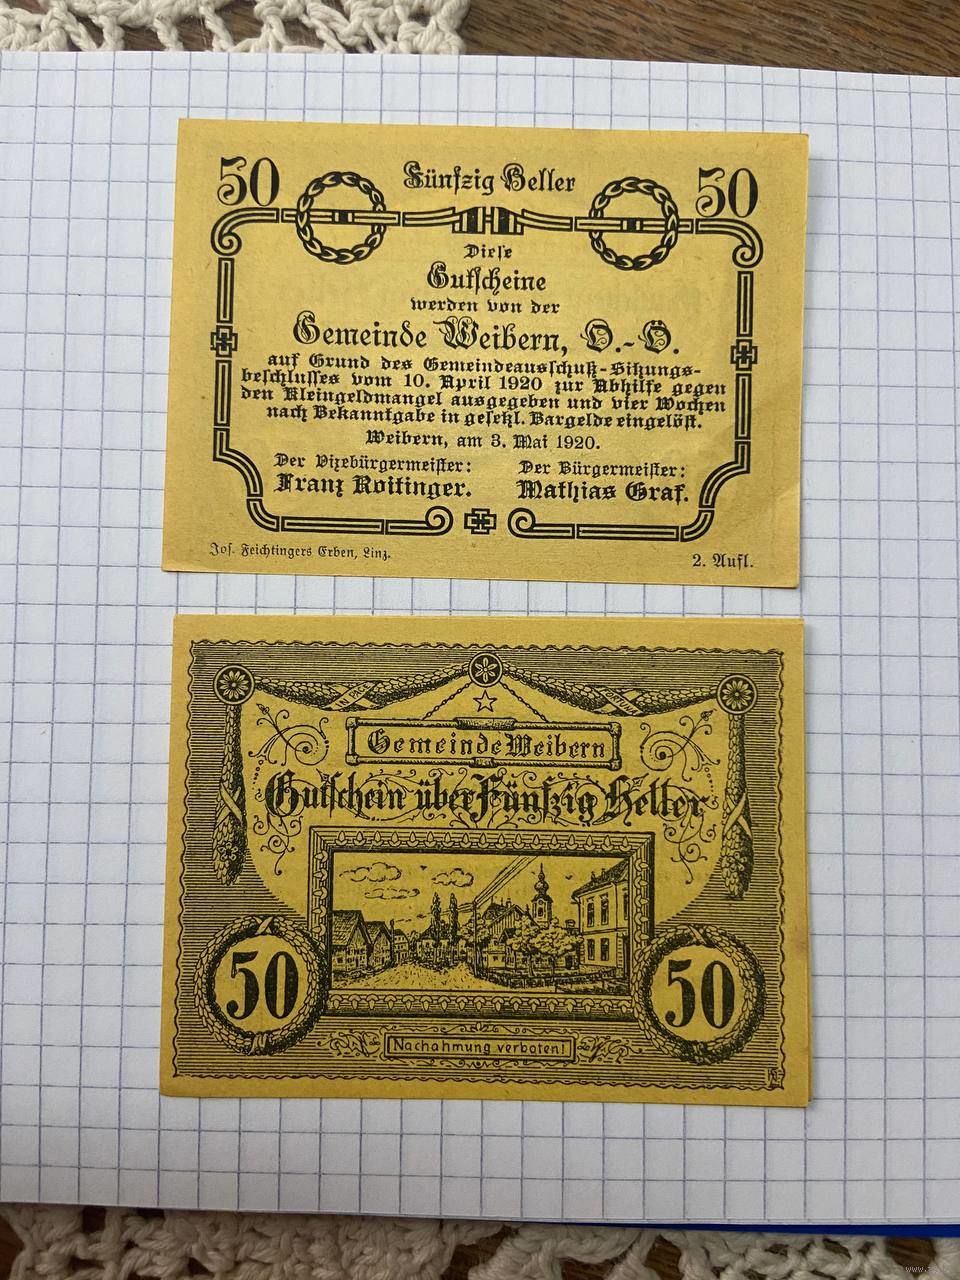 50 Fünfzig Heller 50
Diese
Gutscheine
werden von der
Gemeinde Weibern, O.-Ö.
auf Grund des Gemeindeausschuß-Sitzungs-
beschlusses vom 10. April 1920 zur Abhilfe gegen
den Kleingeldmangel ausgegeben und vier Wochen
nach Bekanntgabe in gesetzl. Bargelde eingelöst.
Weibern, am 3. Mai 1920.
Der Vizebürgermeister: Der Bürgermeister:
Franz Roitinger. Mathias Graf.
Jos. Feichtingers Erben, Linz. 2. Aufl.
Gemeinde Weibern
Gutschein über Fünfzig Heller
50 50
Nachahmung verboten!